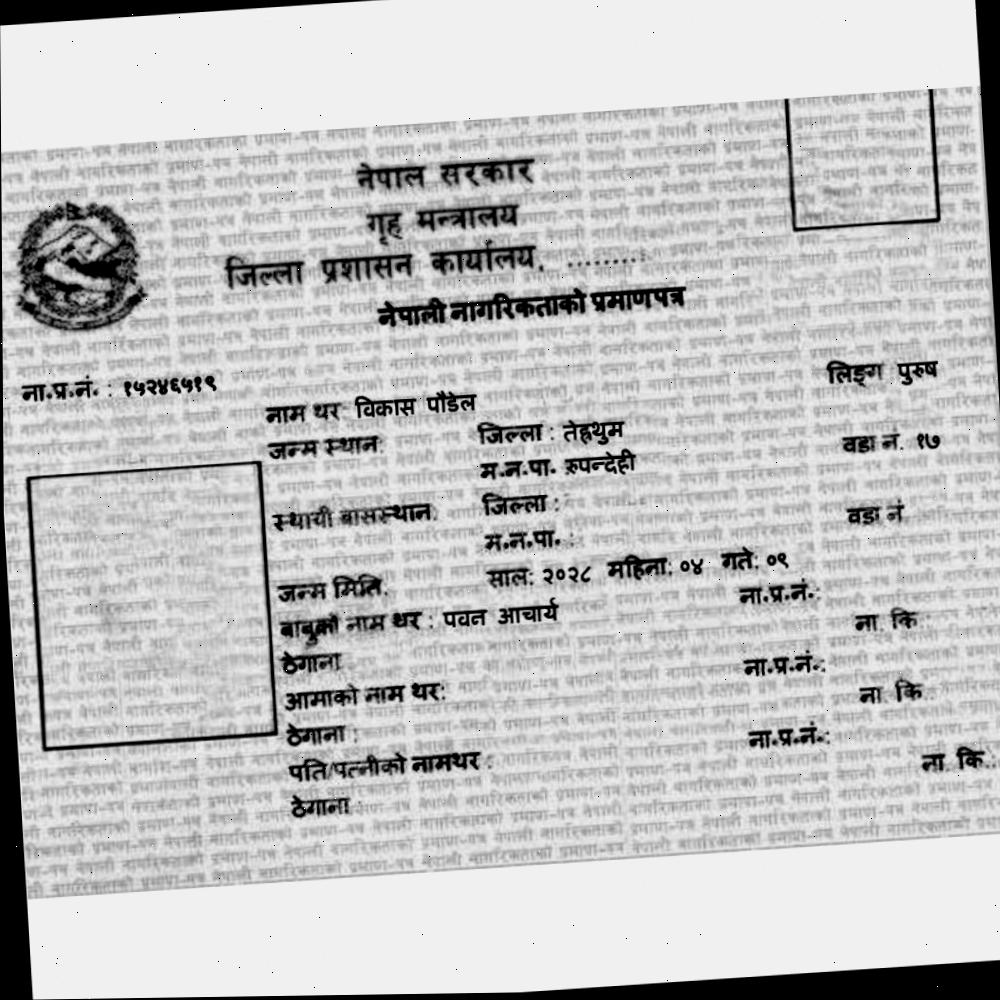 नेपाल सरकार
गृह मन्त्रालय
जिल्ला प्रशासन कार्यालय, .........
नेपाली नागरिकताको प्रमाणपत्र
ना.प्र.नं. : १५२४६५१९ लिङ्ग पुरुष
नाम थर: विकास पौडेल
जन्म स्थान: जिल्ला : तेह्रथुम वडा नं. १७
म.न.पा. रुपन्देही
स्थायी बासस्थान: जिल्ला : वडा नं
म.न.पा. :
जन्म मिति: साल: २०२८ महिना: ०४ गते: ०९
बाबुको नाम थर : पवन आचार्य ना.प्र.नं.:
ठेगाना ना. कि :
आमाको नाम थर: ना.प्र.नं.:
ठेगाना : ना. कि :
पति/पत्नीको नामथर : ना.प्र.नं.:
ठेगाना : ना. कि.: